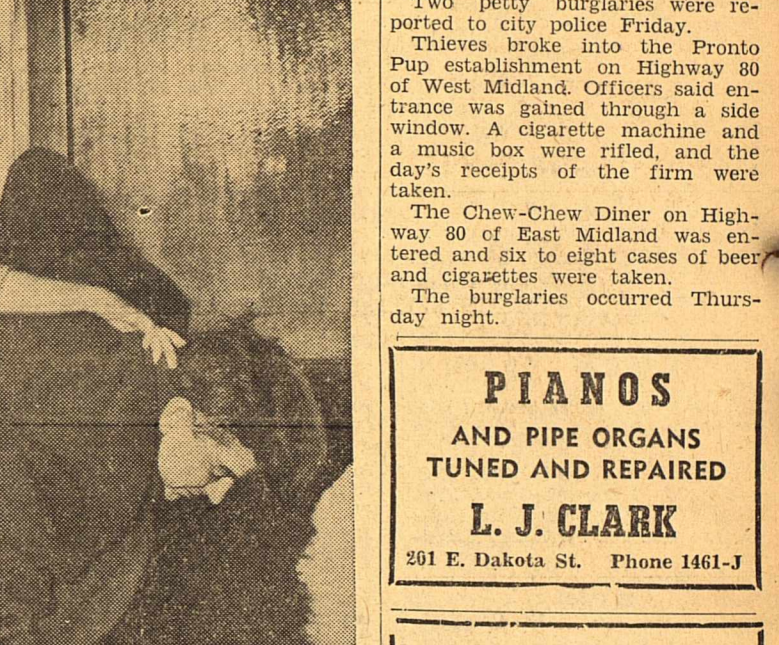 Two petty burglaries were re-
ported to city police Friday.
Thieves broke into the Pronto
Pup establishment on Highway 80
of West Midland. Officers said en-
trance was gained through a side
window. A cigarette machine and
a music box were rifled, and the
day's receipts of the firm were
taken.
The Chew-Chew Diner on High-
way 80 of East Midland was en-
tered and six to eight cases of beer
and cigarettes were taken.
The burglaries occurred Thurs-
day night.
PIANOS
AND PIPE ORGANS
TUNED AND REPAIRED
L. J. CLARK
201 E. Dakota St. Phone 1461-J